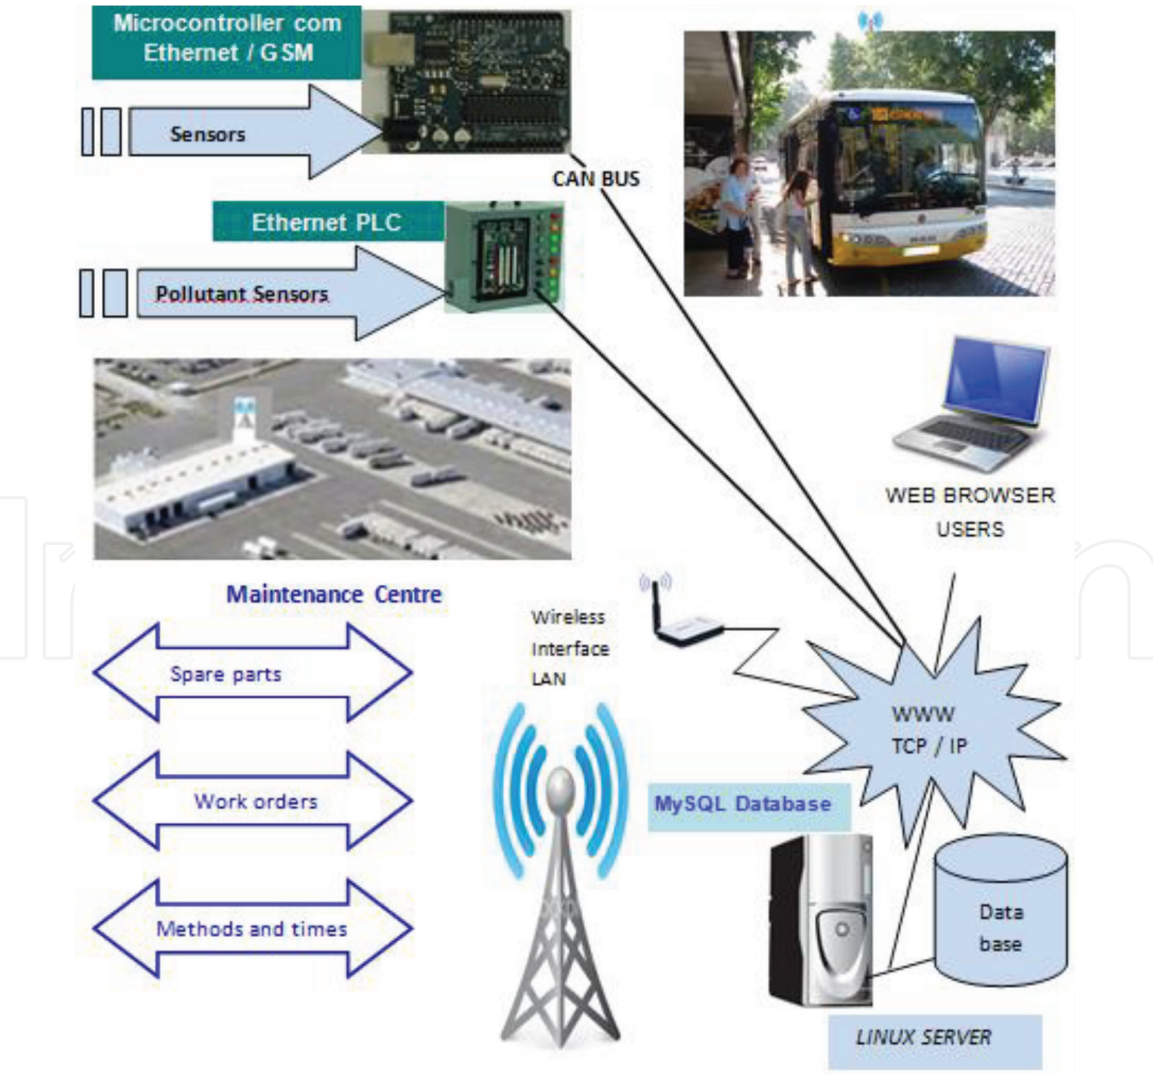 Microcontroller com
Ethernet / GSM
Sensors
CAN BUS
Ethernet PLC
Pollutant Sensors
WEB BROWSER
USERS
Maintenance Centre
Spare parts
Work orders
Methods and times
Wireless
Interface
LAN
WWW
TCP / IP
MySQL Database
Data
base
LINUX SERVER